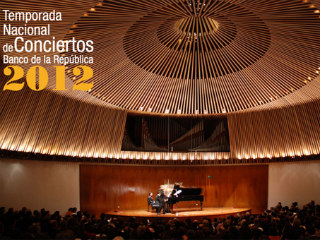 Temporada
Nacional
de Conciertos
Banco de la República
2012